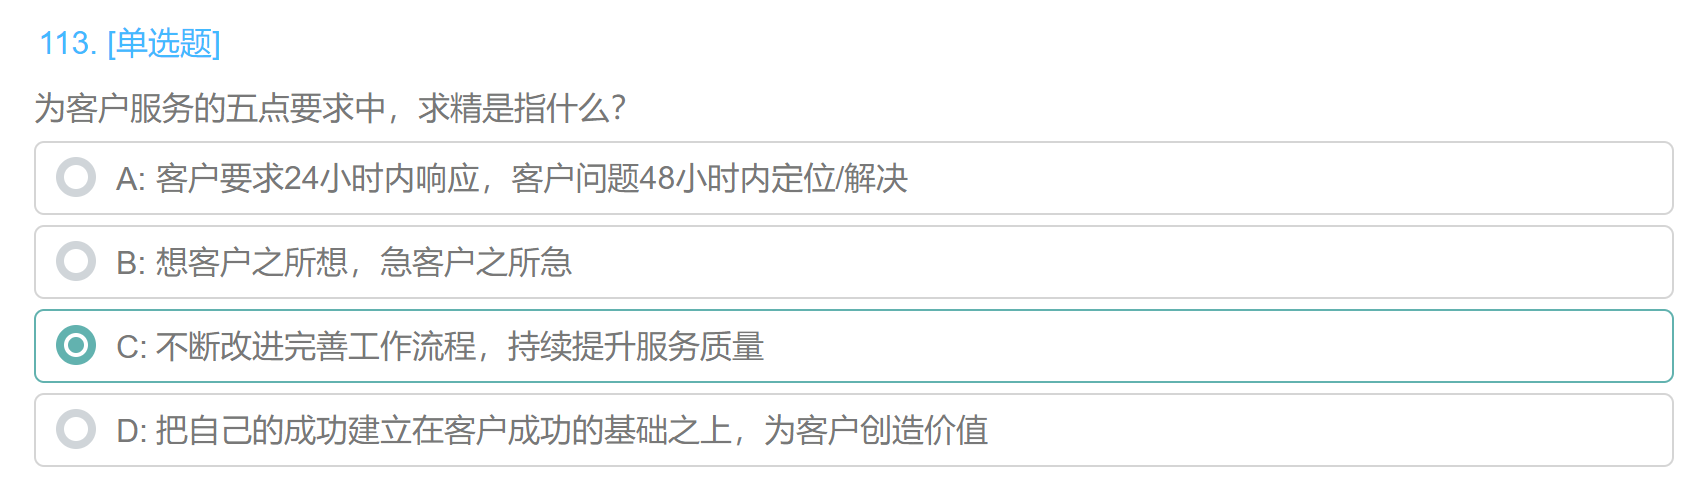 113. [单选题]
为客户服务的五点要求中，求精是指什么？
A: 客户要求24小时内响应，客户问题48小时内定位/解决
B: 想客户之所想，急客户之所急
C: 不断改进完善工作流程，持续提升服务质量
D: 把自己的成功建立在客户成功的基础之上，为客户创造价值